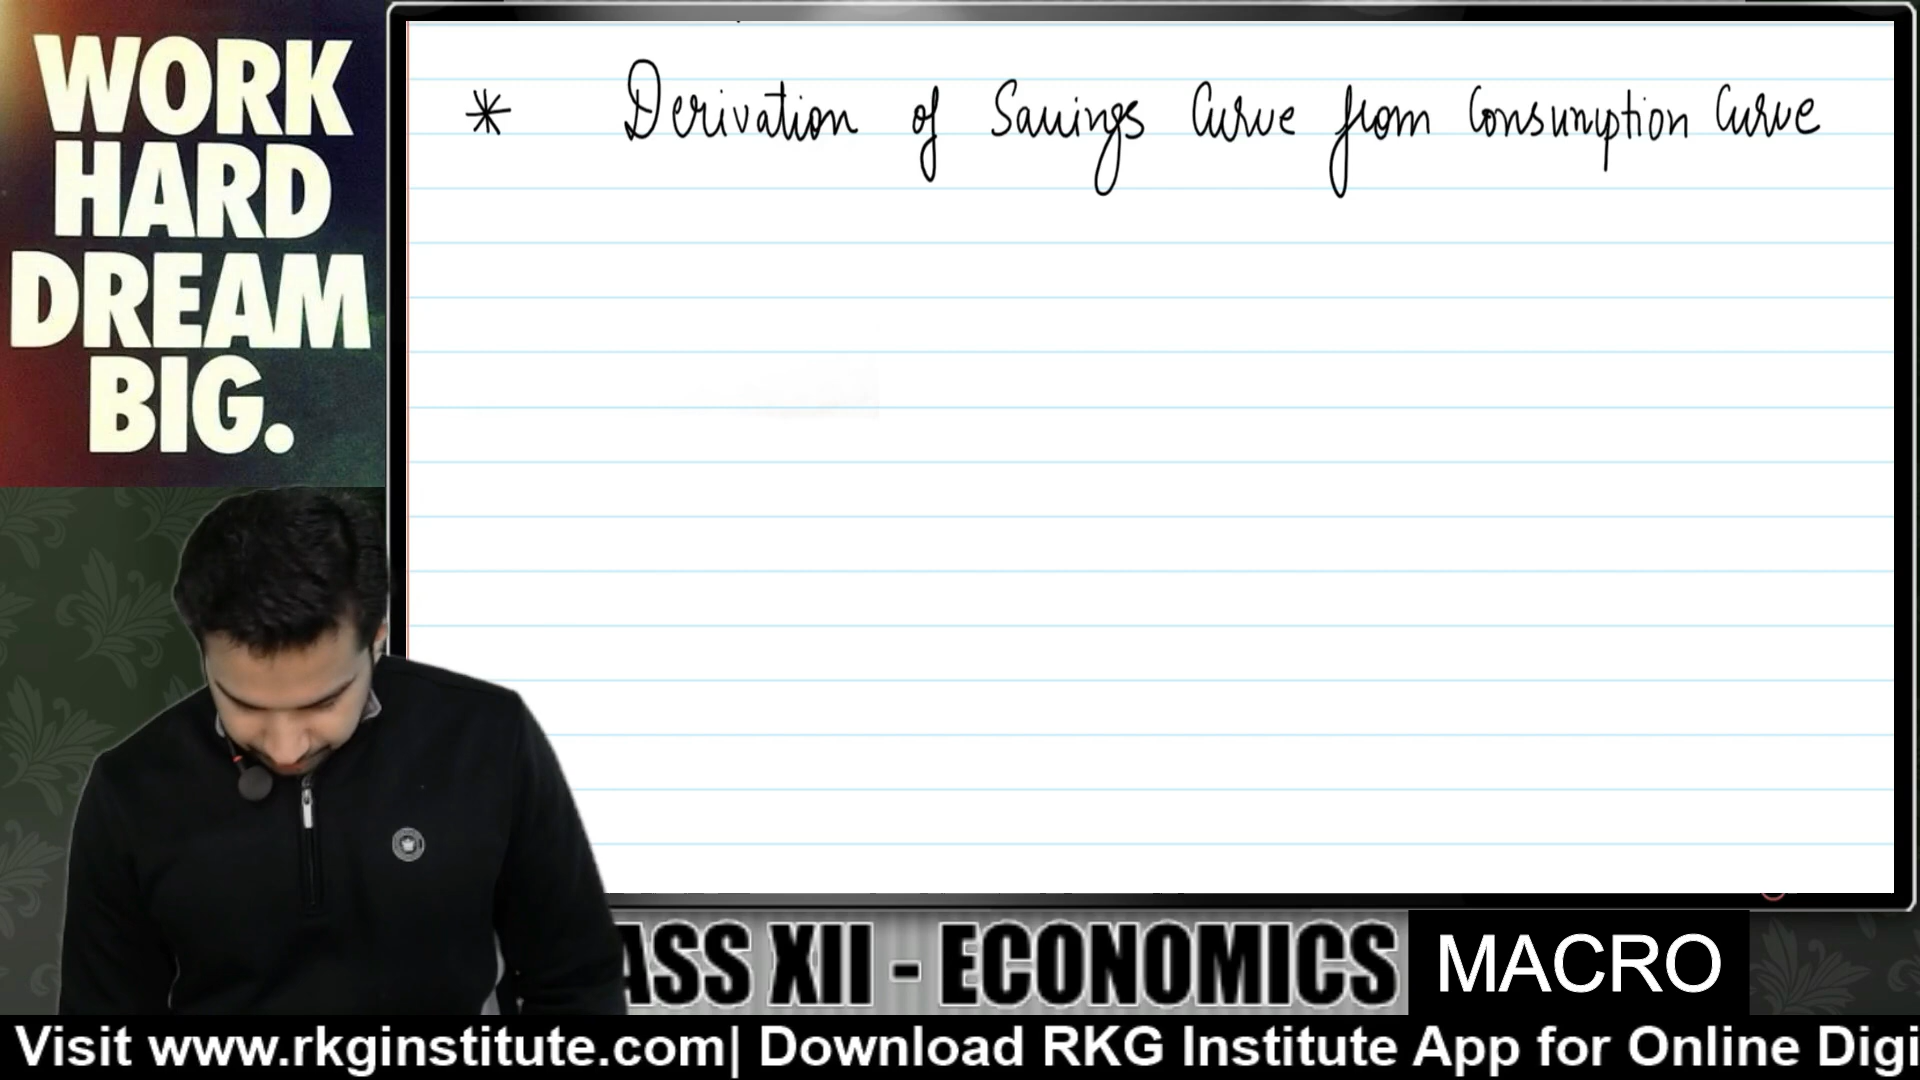 WORK
HARD
DREAM
BIG.
* Derivation of Savings Curve from Consumption Curve
ASS XII - ECONOMICS
MACRO
Visit www.rkginstitute.com| Download RKG Institute App for Online Digi